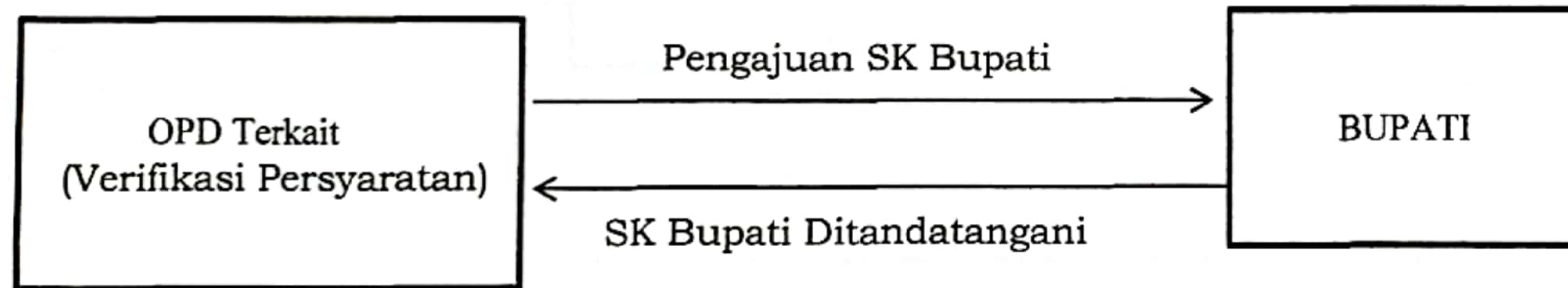 Pengajuan SK Bupati
OPD Terkait
(Verifikasi Persyaratan)
BUPATI
SK Bupati Ditandatangani